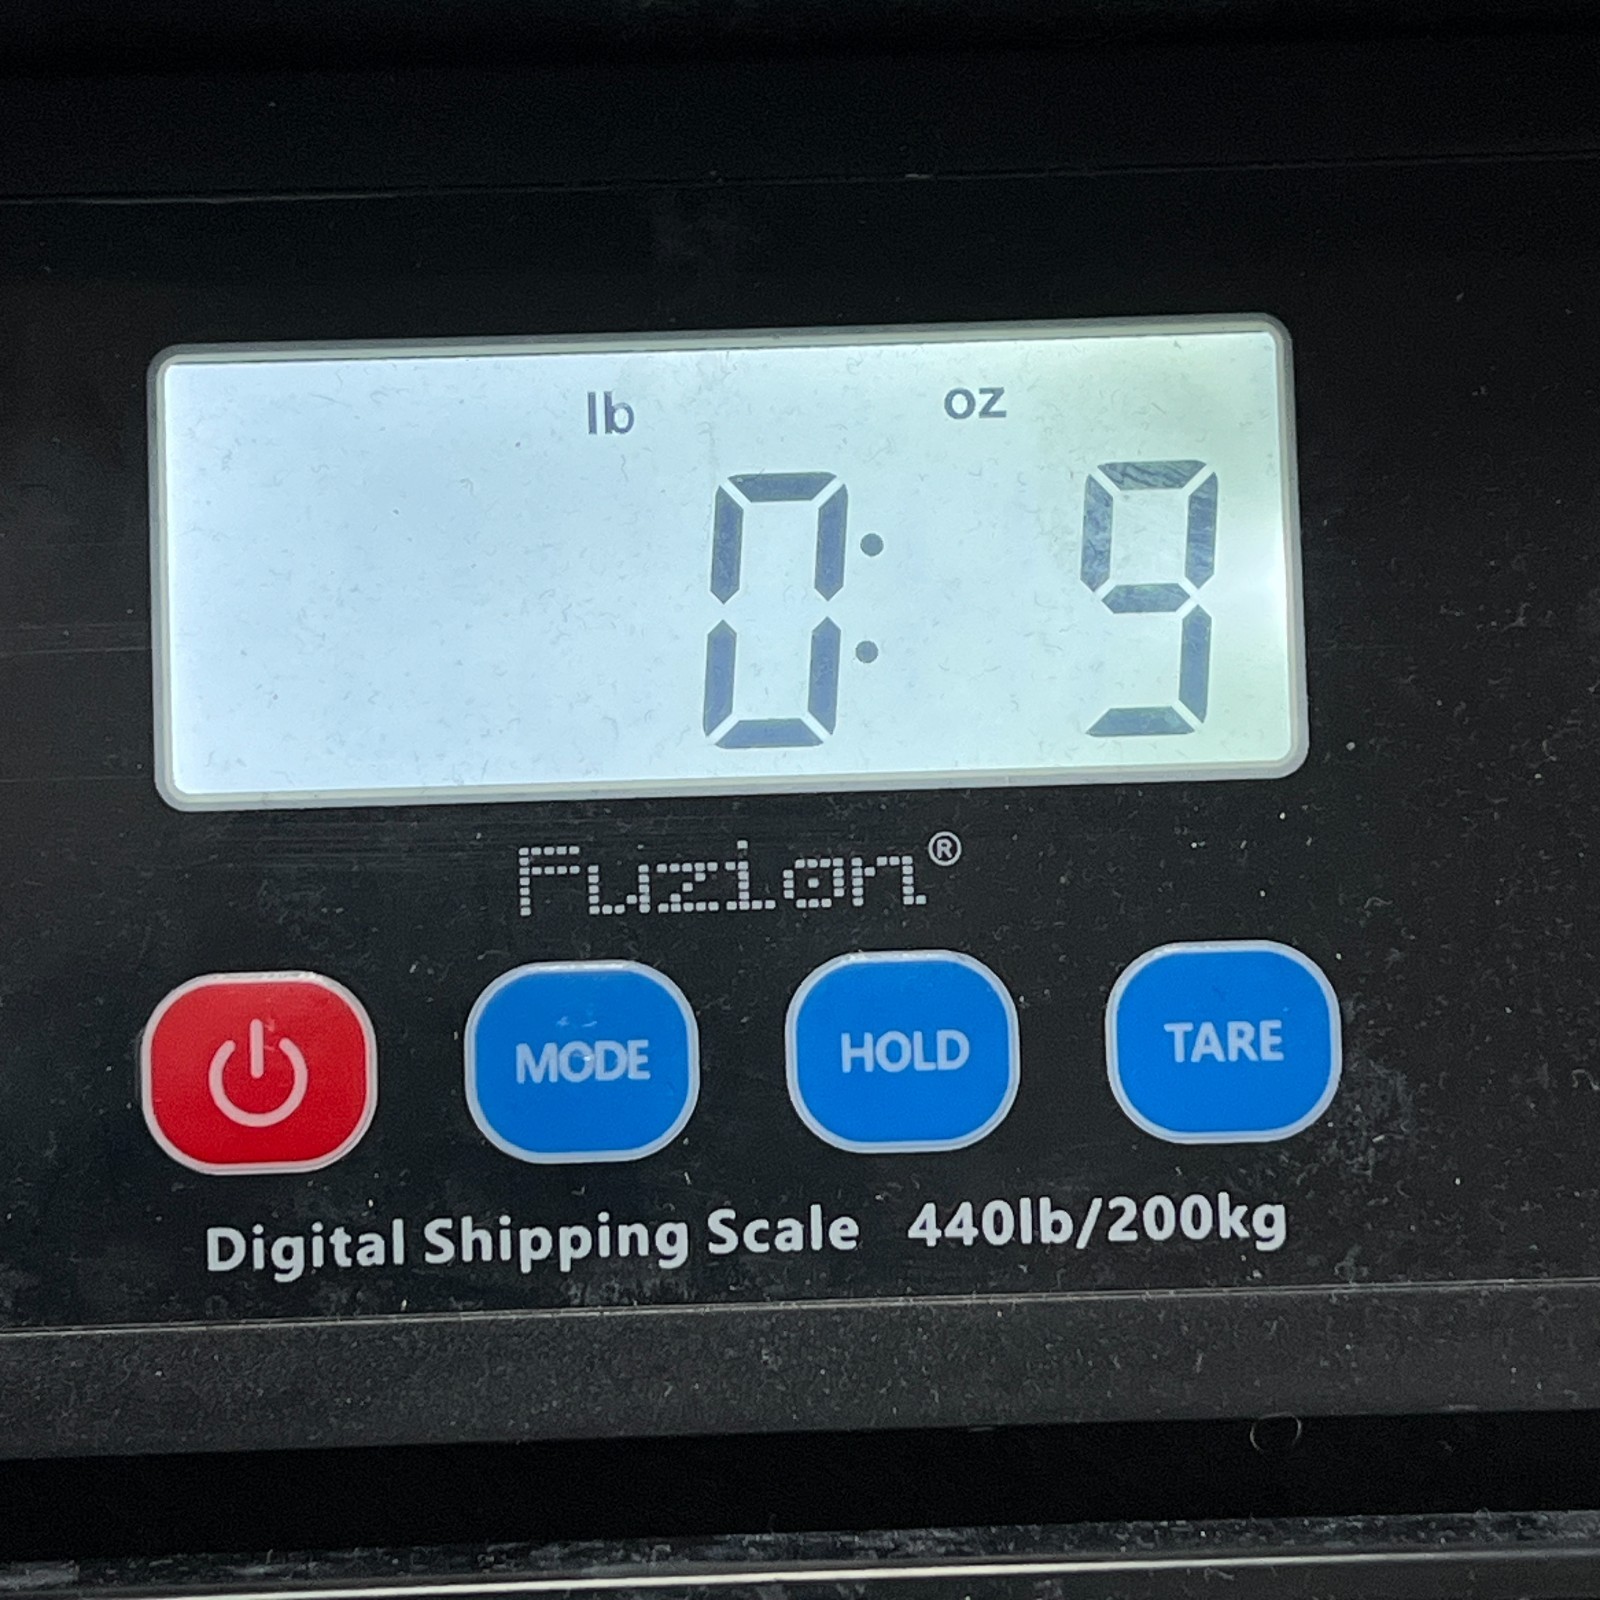 lb oz
0: 9
Fuzion®
MODE HOLD TARE
Digital Shipping Scale 440lb/200kg